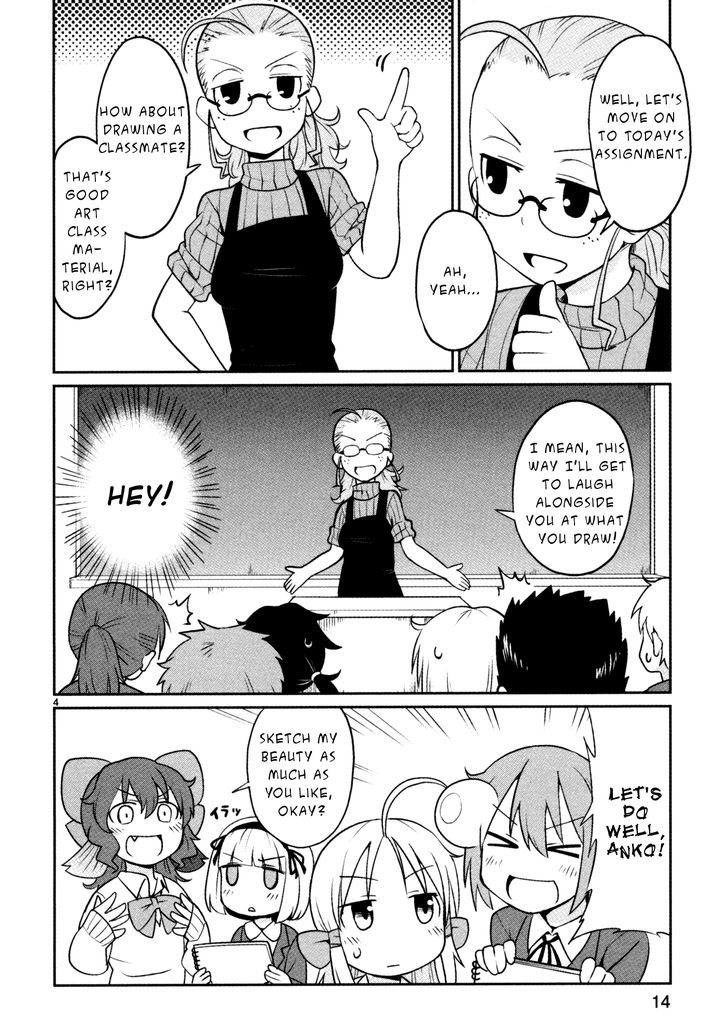 WELL, LET'S
MOVE ON
TO TODAY'S
ASSIGNMENT.
AH,
YEAH...
HOW ABOUT
DRAWING A
CLASSMATE?
THAT'S
GOOD
ART
CLASS
MA-
TERIAL,
RIGHT?
I MEAN, THIS
WAY I'LL GET
TO LAUGH
ALONGSIDE
YOU AT WHAT
YOU DRAW!
HEY!
4
LET'S
DO
WELL,
ANKO!
SKETCH MY
BEAUTY AS
MUCH AS
YOU LIKE,
OKAY?
イラッ
14